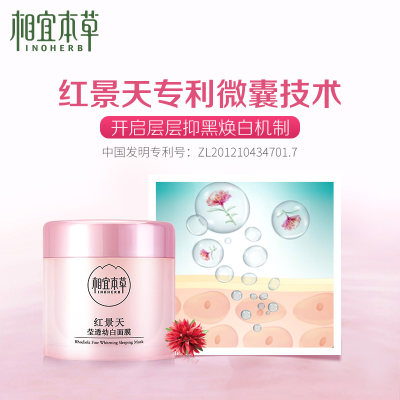 相宜本草
INOHERB
红景天专利微囊技术
开启层层抑黑焕白机制
中国发明专利号：ZL201210434701.7
相宜本草
INOHERB
红景天
莹透幼白面膜
Rhodiola Fine Whitening Sleeping Mask